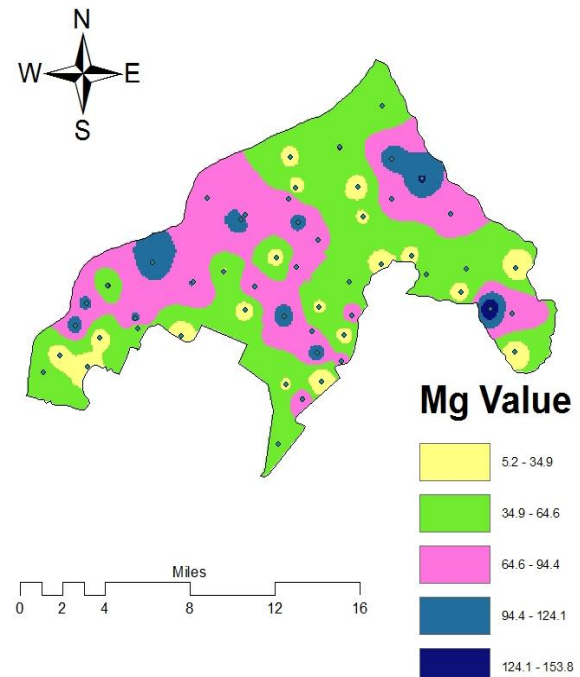 N
W E
S
Mg Value
5.2 - 34.9
34.9 - 64.6
64.6 - 94.4
94.4 - 124.1
124.1 - 153.8
Miles
0 2 4 8 12 16